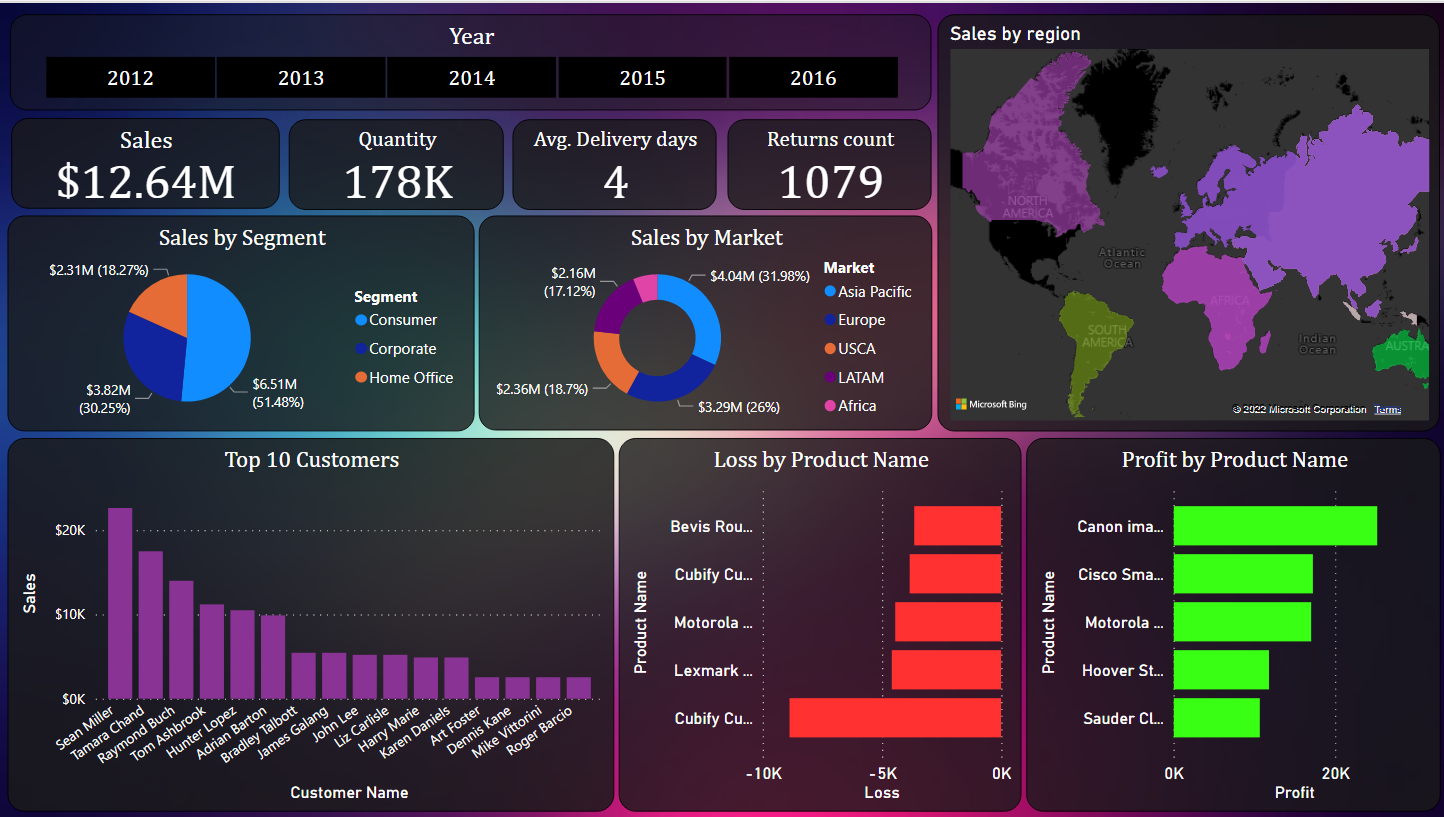 Year
2012
2013
2014
2015
2016
Sales
$12.64M
Quantity
178K
Avg. Delivery days
4
Returns count
1079
Sales by region
NORTH
AMERICA
Atlantic
Ocean
AFRICA
SOUTH
AMERICA
Indian
Ocean
AUSTRA
Microsoft Bing
© 2022 Microsoft Corporation
Terms
Sales by Segment
$2.31M (18.27%)
$3.82M
(30.25%)
$6.51M
(51.48%)
Segment
Consumer
Corporate
Home Office
Sales by Market
$2.16M
(17.12%)
$4.04M (31.98%)
$2.36M (18.7%)
$3.29M (26%)
Market
Asia Pacific
Europe
USCA
LATAM
Africa
Top 10 Customers
Sales
$20K
$10K
$0K
Sean Miller
Tamara Chand
Raymond Buch
Tom Ashbrook
Hunter Lopez
Adrian Barton
Bradley Talbott
James Galang
John Lee
Liz Carlisle
Harry Marie
Karen Daniels
Art Foster
Dennis Kane
Mike Vittorini
Roger Barcio
Customer Name
Loss by Product Name
Product Name
Bevis Rou...
Cubify Cu...
Motorola ...
Lexmark ...
Cubify Cu...
-10K
-5K
0K
Loss
Profit by Product Name
Product Name
Canon ima...
Cisco Sma...
Motorola ...
Hoover St...
Sauder Cl...
0K
20K
Profit